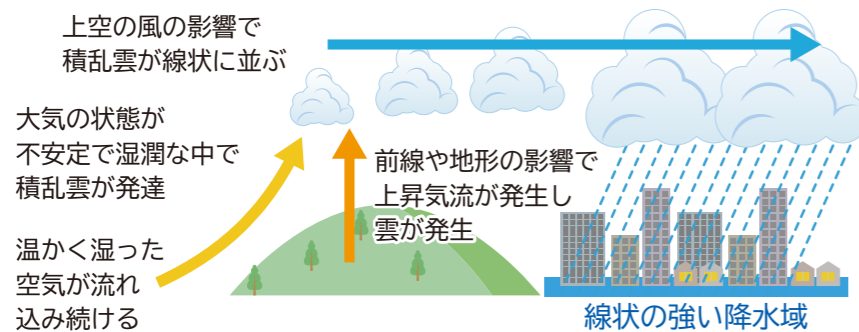 上空の風の影響で
積乱雲が線状に並ぶ
大気の状態が
不安定で湿潤な中で
積乱雲が発達
前線や地形の影響で
上昇気流が発生し
雲が発生
温かく湿った
空気が流れ
込み続ける
線状の強い降水域